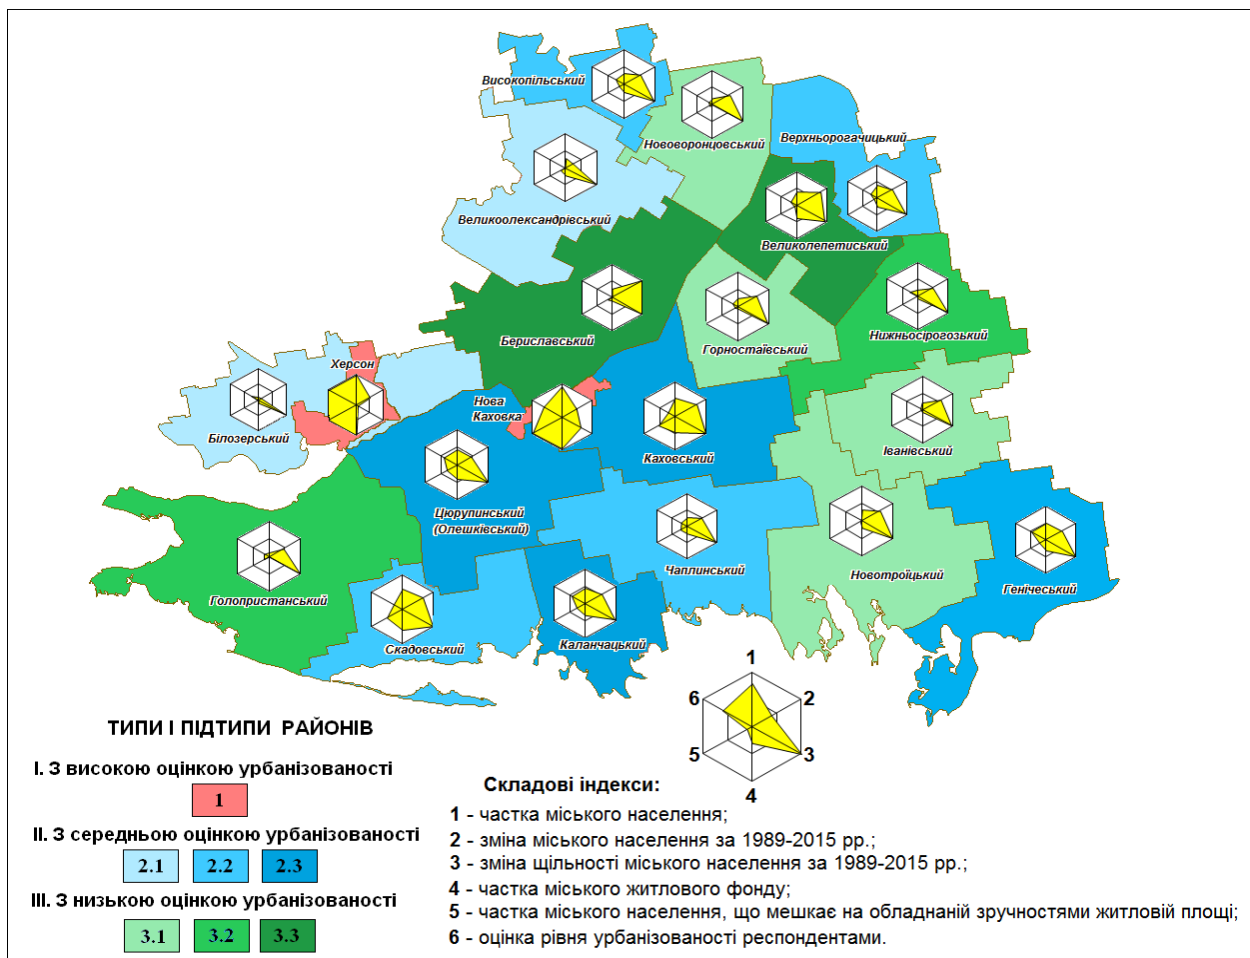 Високопільський
Нововоронцовський
Верхньорогачицький
Великоолександрівський
Великолепетиський
Бериславський
Горностаївський
Нижньосірогозький
Херсон
Нова
Каховка
Білозерський
Каховський
Іванівський
Цюрупинський
(Олешківський)
Чаплинський
Новотроїцький
Генічеський
Голопристанський
Скадовський
Каланчацький
1
6
2
5
3
4
ТИПИ І ПІДТИПИ РАЙОНІВ
І. З високою оцінкою урбанізованості
1
ІІ. З середньою оцінкою урбанізованості
2.1 2.2 2.3
ІІІ. З низькою оцінкою урбанізованості
3.1 3.2 3.3
Складові індекси:
1 - частка міського населення;
2 - зміна міського населення за 1989-2015 рр.;
3 - зміна щільності міського населення за 1989-2015 рр.;
4 - частка міського житлового фонду;
5 - частка міського населення, що мешкає на обладнаній зручностями житловій площі;
6 - оцінка рівня урбанізованості респондентами.